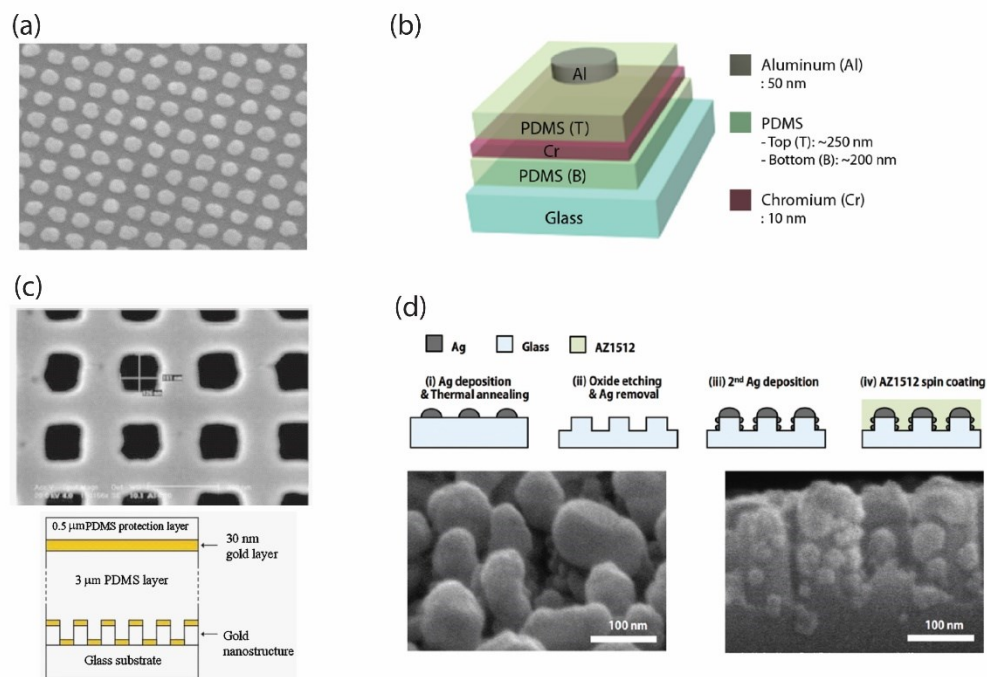 (a)
(b)
Al
PDMS (T)
Cr
PDMS (B)
Glass
Aluminum (Al)
: 50 nm
PDMS
- Top (T): ~250 nm
- Bottom (B): ~200 nm
Chromium (Cr)
: 10 nm
(c)
0.5 μm PDMS protection layer
30 nm
gold layer
3 μm PDMS layer
Gold
nanostructure
Glass substrate
(d)
Ag
Glass
AZ1512
(i) Ag deposition
& Thermal annealing
(ii) Oxide etching
& Ag removal
(iii) 2nd Ag deposition
(iv) AZ1512 spin coating
100 nm
100 nm